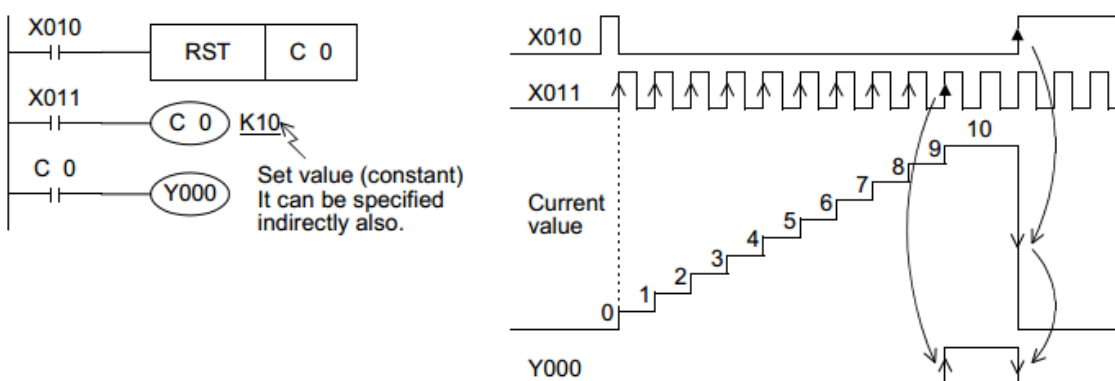 X010
RST C 0
X011
C 0 K10
C 0
Y000
Set value (constant)
It can be specified
indirectly also.
X010
X011
Current
value
0
1
2
3
4
5
6
7
8
9
10
Y000